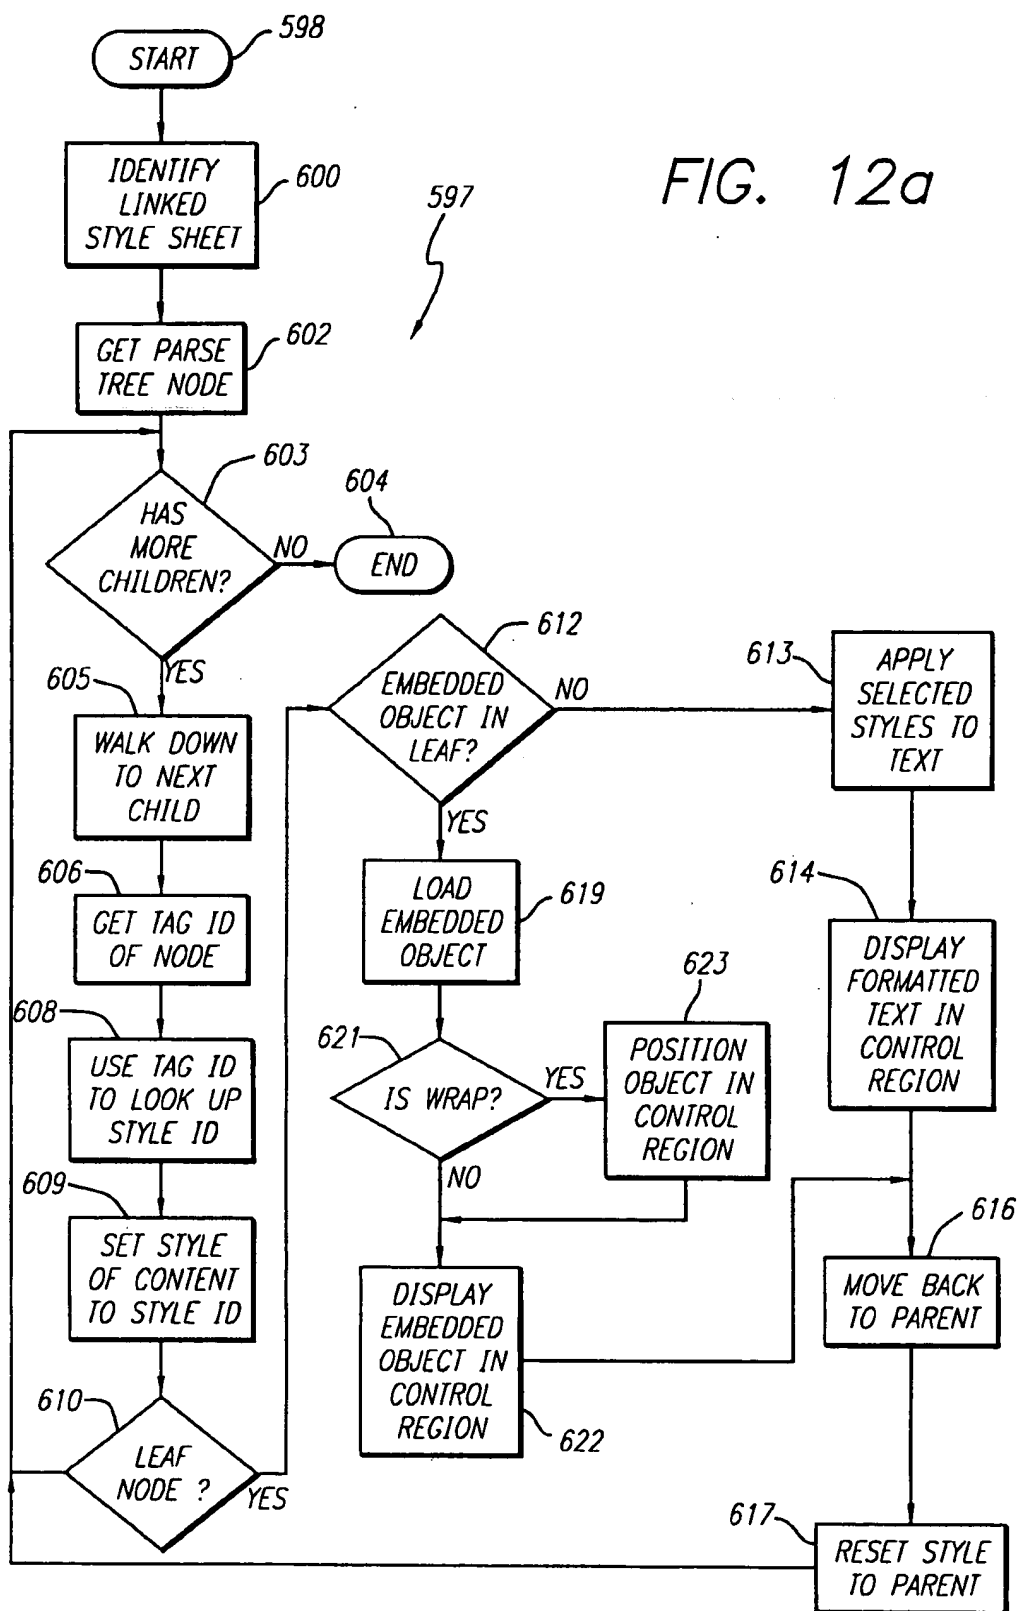 START
598
FIG. 12a
IDENTIFY
LINKED
STYLE SHEET
600
597
GET PARSE
TREE NODE
602
HAS
MORE
CHILDREN?
603
NO
604
END
YES
605
WALK DOWN
TO NEXT
CHILD
606
GET TAG ID
OF NODE
608
USE TAG ID
TO LOOK UP
STYLE ID
609
SET STYLE
OF CONTENT
TO STYLE ID
610
LEAF
NODE ?
YES
612
EMBEDDED
OBJECT IN
LEAF?
NO
YES
613
APPLY
SELECTED
STYLES TO
TEXT
614
DISPLAY
FORMATTED
TEXT IN
CONTROL
REGION
LOAD
EMBEDDED
OBJECT
619
621
IS WRAP?
YES
NO
623
POSITION
OBJECT IN
CONTROL
REGION
DISPLAY
EMBEDDED
OBJECT IN
CONTROL
REGION
622
616
MOVE BACK
TO PARENT
617
RESET STYLE
TO PARENT